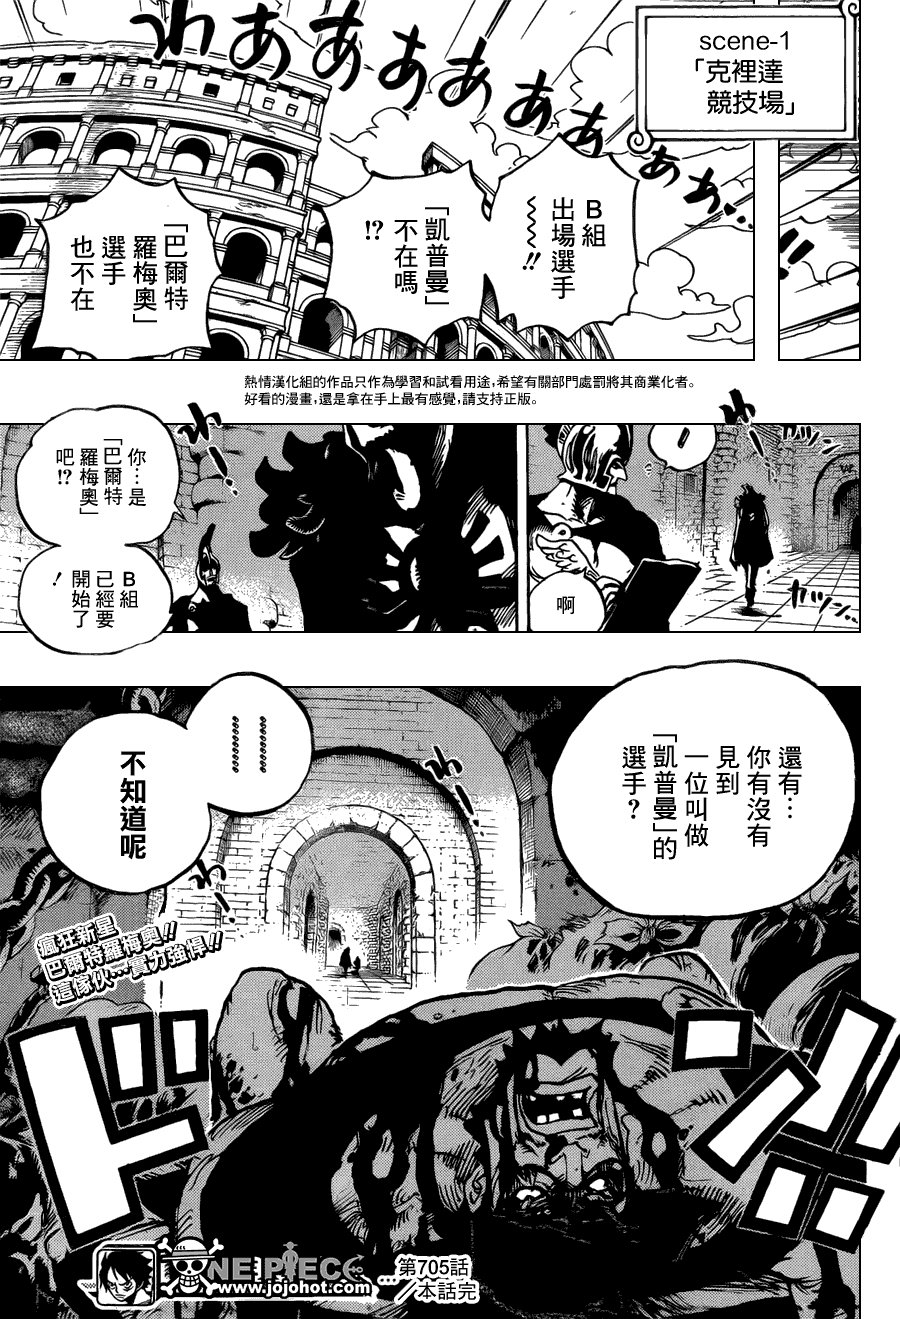 scene-1
「克裡達
競技場」
わあああああああ…
B組
出場選手
~~~~!!
「凱普曼」
不在嗎
!?
「巴爾特
羅梅奧」
選手
也不在
熱情漢化組的作品只作為學習和試看用途,希望有關部門處罰將其商業化者。
好看的漫畫,還是拿在手上最有感覺,請支持正版。
啊
你…是
「巴爾特
羅梅奧」
吧!?
B組
已經要
開始了
!
還有…
你有沒有
見到
一位叫做
「凱普曼」的
選手?
………………
不知道呢
瘋狂新星
巴爾特羅梅奧!!
這傢伙…實力強悍!!
ドン!!
ONE PIECE
www.jojohot.com
…第705話
／本話完